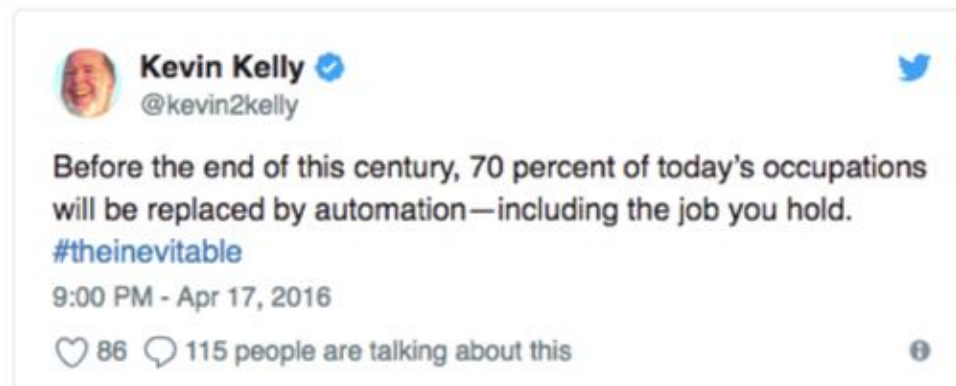 Kevin Kelly
@kevin2kelly
Before the end of this century, 70 percent of today’s occupations
will be replaced by automation—including the job you hold.
#theinevitable
9:00 PM - Apr 17, 2016
86 115 people are talking about this